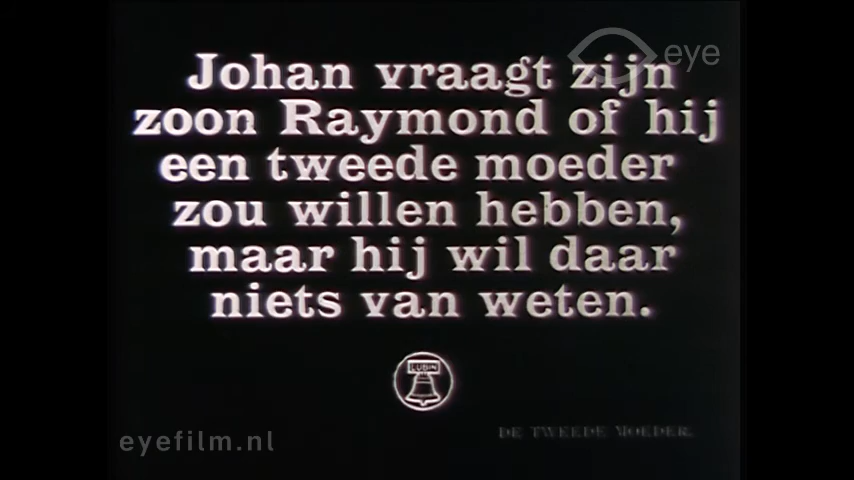 eye
Johan vraagt zijn
zoon Raymond of hij
een tweede moeder
zou willen hebben,
maar hij wil daar
niets van weten.
LUBIN
DE TWEEDE MOEDER.
eyefilm.nl